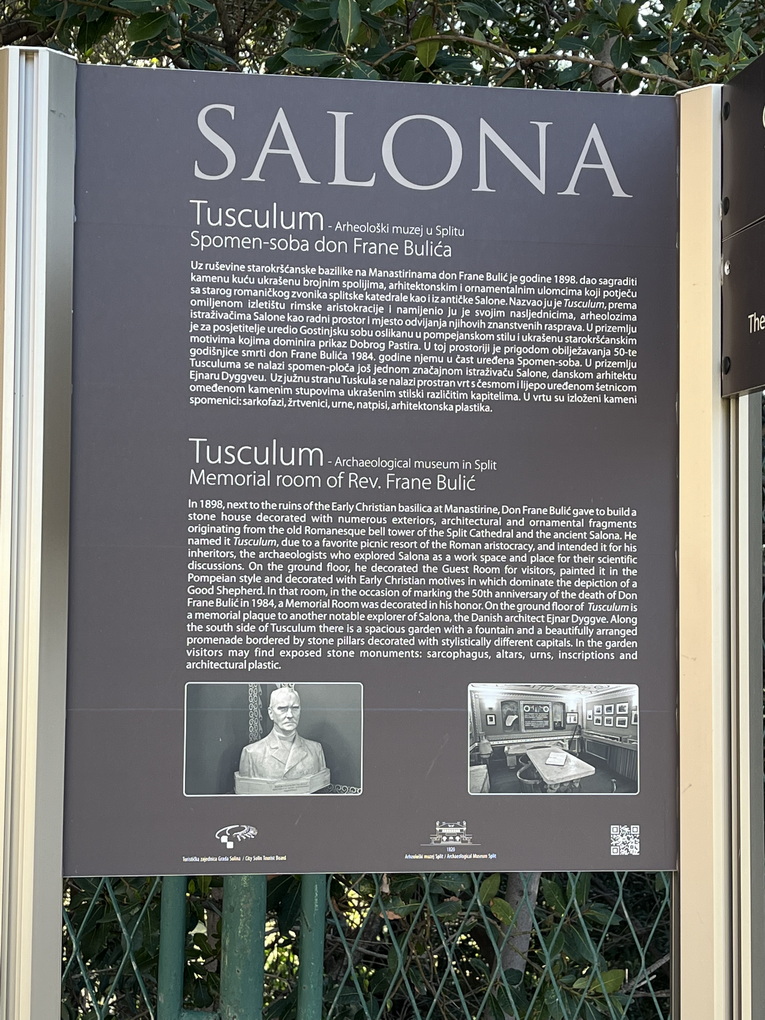 SALONA
Tusculum - Arheološki muzej u Splitu
Spomen-soba don Frane Bulića
Uz ruševine starokršćanske bazilike na Manastirinama don Frane Bulić je godine 1898. dao sagraditi
kamenu kuću ukrašenu brojnim spolijima, arhitektonskim i ornamentalnim ulomcima koji potječu
sa starog romaničkog zvonika splitske katedrale kao i iz antičke Salone. Nazvao ju je Tusculum, prema
omiljenom izletištu rimske aristokracije i namijenio ju je svojim nasljednicima, arheolozima
istraživačima Salone kao radni prostor i mjesto odvijanja njihovih znanstvenih rasprava. U prizemlju
je za posjetitelje uredio Gostinjsku sobu oslikanu u pompejanskom stilu i ukrašenu starokršćanskim
motivima kojima dominira prikaz Dobrog Pastira. U toj prostoriji je prigodom obilježavanja 50-te
godišnjice smrti don Frane Bulića 1984. godine njemu u čast uređena Spomen-soba. U prizemlju
Tusculuma se nalazi spomen-ploča još jednom značajnom istraživaču Salone, danskom arhitektu
Ejnaru Dyggveu. Uz južnu stranu Tuskula se nalazi prostran vrt s česmom i lijepo uređenom šetnicom
omeđenom kamenim stupovima ukrašenim stilski različitim kapitelima. U vrtu su izloženi kameni
spomenici: sarkofazi, žrtvenici, urne, natpisi, arhitektonska plastika.
Tusculum - Archaeological museum in Split
Memorial room of Rev. Frane Bulić
In 1898, next to the ruins of the Early Christian basilica at Manastirine, Don Frane Bulić gave to build a
stone house decorated with numerous exteriors, architectural and ornamental fragments
originating from the old Romanesque bell tower of the Split Cathedral and the ancient Salona. He
named it Tusculum, due to a favorite picnic resort of the Roman aristocracy, and intended it for his
inheritors, the archaeologists who explored Salona as a work space and place for their scientific
discussions. On the ground floor, he decorated the Guest Room for visitors, painted it in the
Pompeian style and decorated with Early Christian motives in which dominate the depiction of a
Good Shepherd. In that room, in the occasion of marking the 50th anniversary of the death of Don
Frane Bulić in 1984, a Memorial Room was decorated in his honor. On the ground floor of Tusculum is
a memorial plaque to another notable explorer of Salona, the Danish architect Ejnar Dyggve. Along
the south side of Tusculum there is a spacious garden with a fountain and a beautifully arranged
promenade bordered by stone pillars decorated with stylistically different capitals. In the garden
visitors may find exposed stone monuments: sarcophagus, altars, urns, inscriptions and
architectural plastic.
Turistička zajednica Grada Solina / City Solin Tourist Board
1820
Arheološki muzej Split / Archaeological Museum Split
The